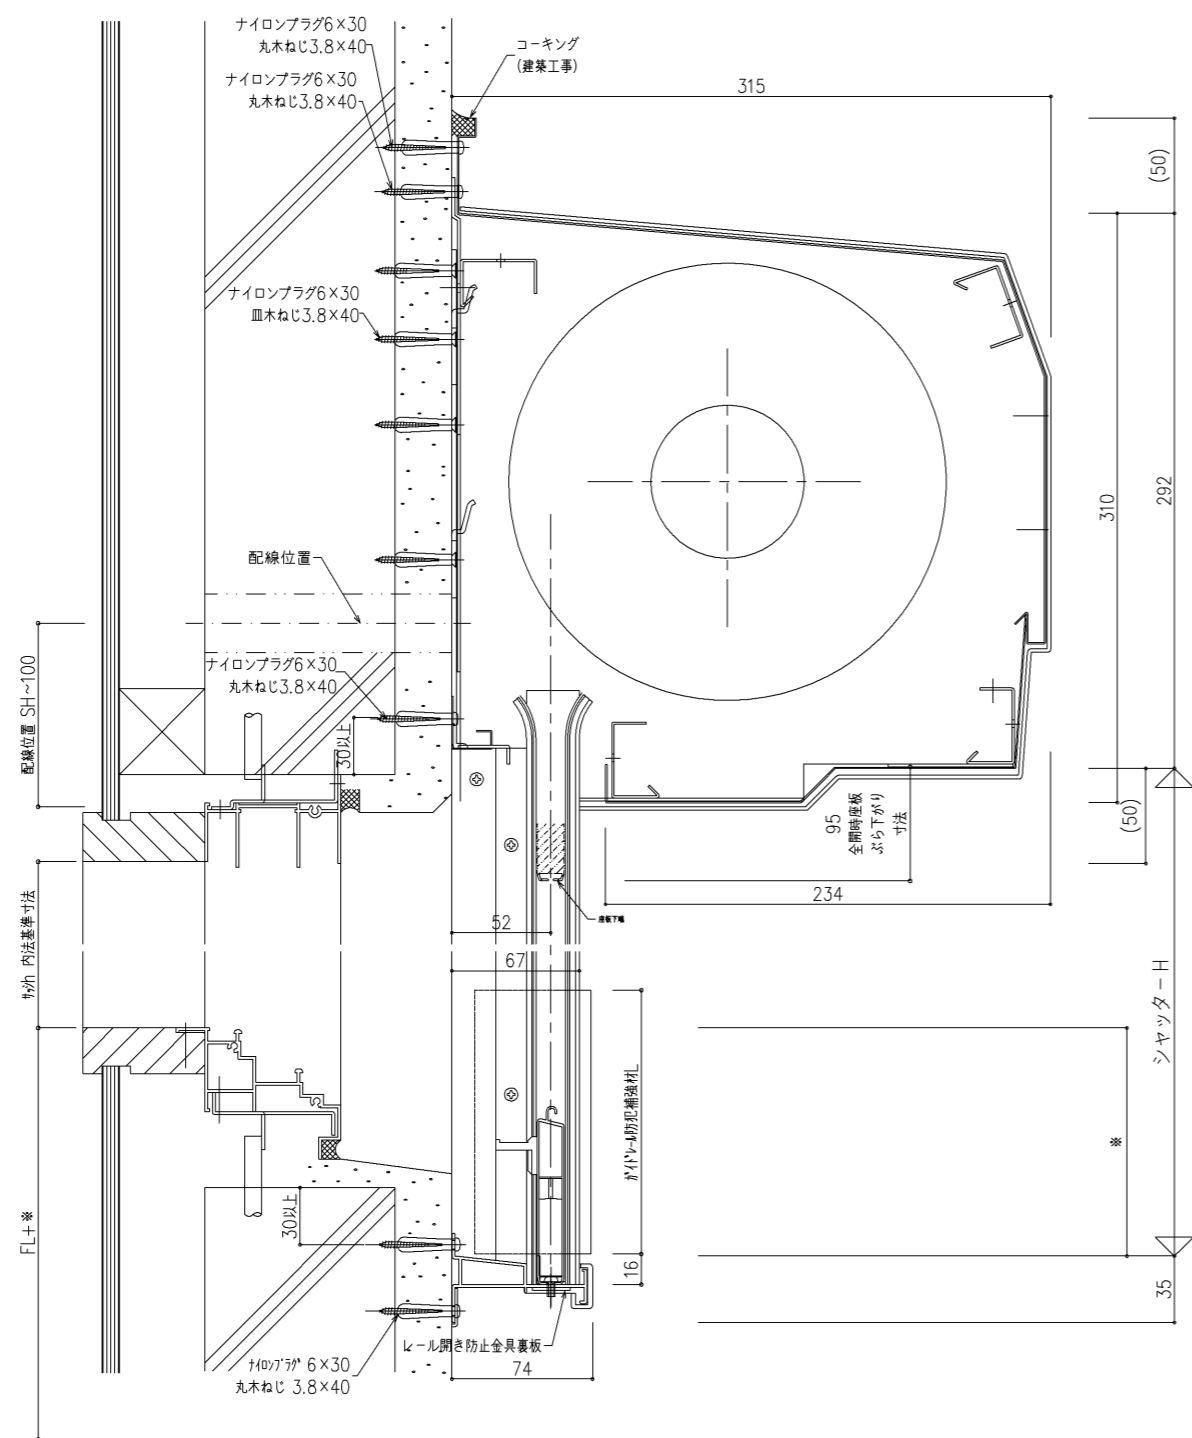 ナイロンプラグ6×30
丸木ねじ3.8×40
コーキング
(建築工事)
ナイロンプラグ6×30
丸木ねじ3.8×40
315
(50)
ナイロンプラグ6×30
皿木ねじ3.8×40
310
292
配線位置
配線位置 SH~100
ナイロンプラグ6×30
丸木ねじ3.8×40
30以上
95
全開時座板
ぶら下がり
寸法
(50)
234
座板下端
52
67
ｻｯｼﾊ 内法基準寸法
シャッターH
ｶﾞｲﾄﾞﾚｰﾙ防犯補強材L
※
FL+※
30以上
16
35
レール開き防止金具裏板
74
ﾅｲﾛﾝﾌﾟﾗｸﾞ 6×30
丸木ねじ 3.8×40